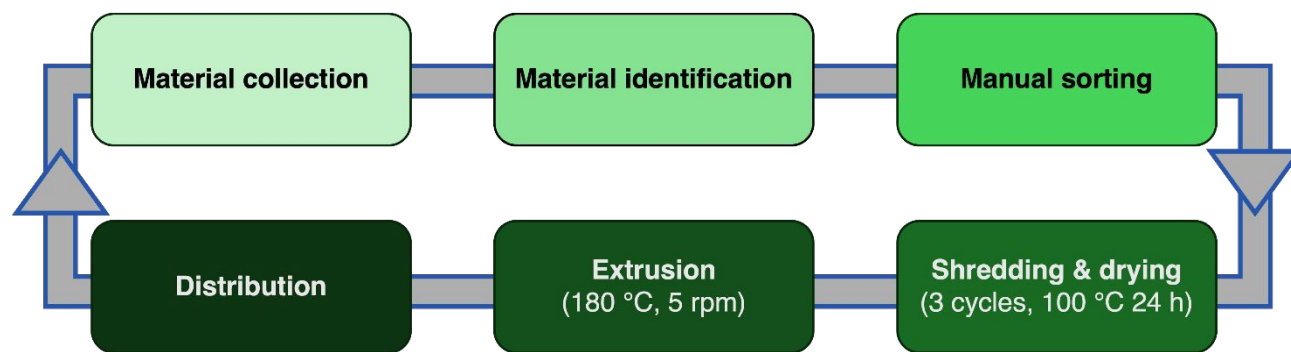 Material collection
Material identification
Manual sorting
Distribution
Extrusion
(180 °C, 5 rpm)
Shredding & drying
(3 cycles, 100 °C 24 h)